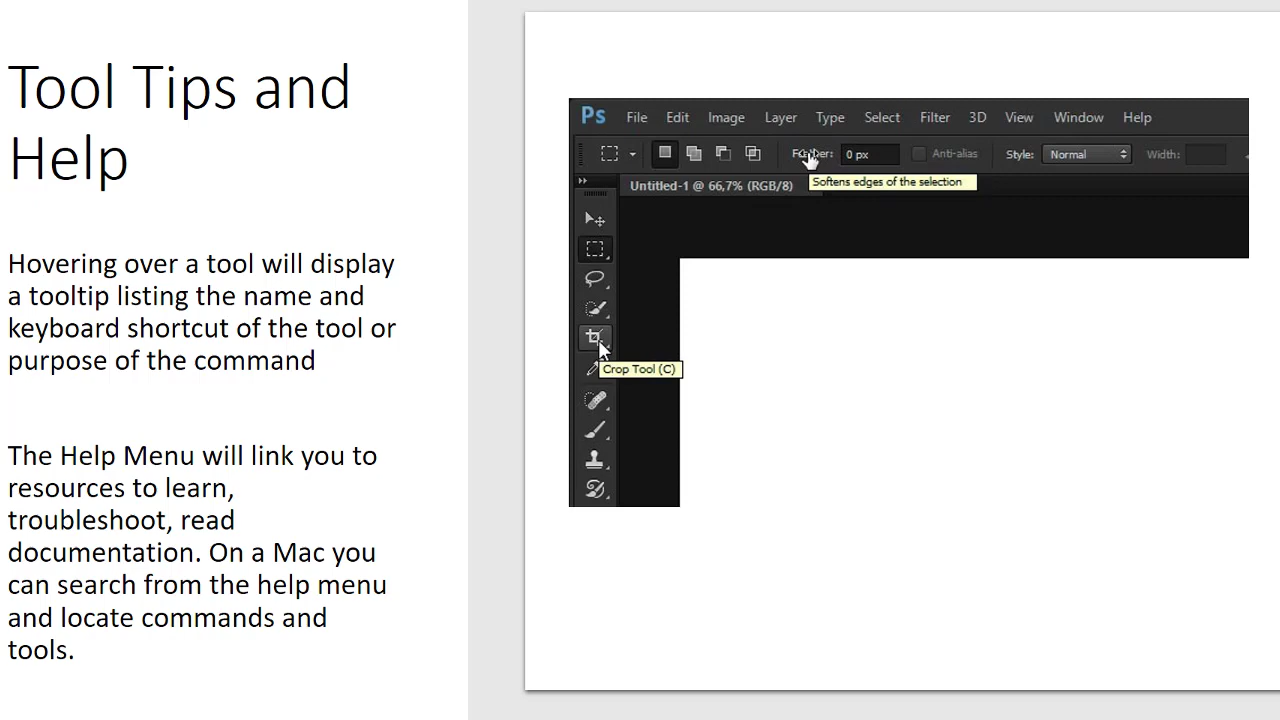 Tool Tips and
Help
Hovering over a tool will display
a tooltip listing the name and
keyboard shortcut of the tool or
purpose of the command
The Help Menu will link you to
resources to learn,
troubleshoot, read
documentation. On a Mac you
can search from the help menu
and locate commands and
tools.
Ps File Edit Image Layer Type Select Filter 3D View Window Help
0 px Anti-alias Style: Normal Width:
Untitled-1 @ 66,7% (RGB/8)
Softens edges of the selection
Crop Tool (C)